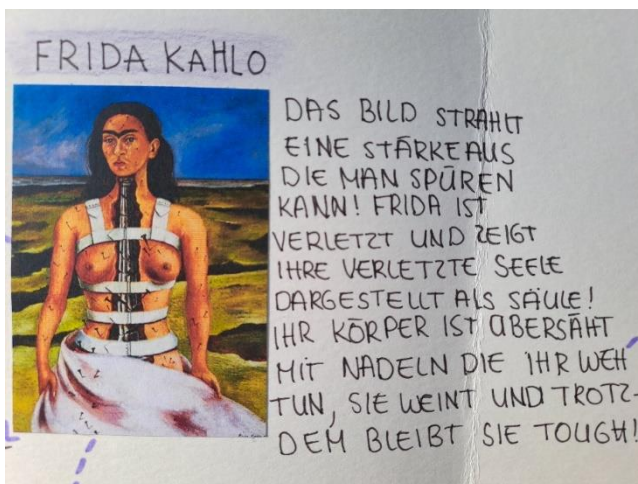 FRIDA KAHLO
DAS BILD STRAHLT
EINE STÄRKE AUS
DIE MAN SPÜREN
KANN! FRIDA IST
VERLETZT UND ZEIGT
IHRE VERLETZTE SEELE
DARGESTELLT ALS SÄULE!
IHR KÖRPER IST ÜBERSÄHT
MIT NADELN DIE IHR WEH
TUN, SIE WEINT UND TROTZ-
DEM BLEIBT SIE TOUGH!